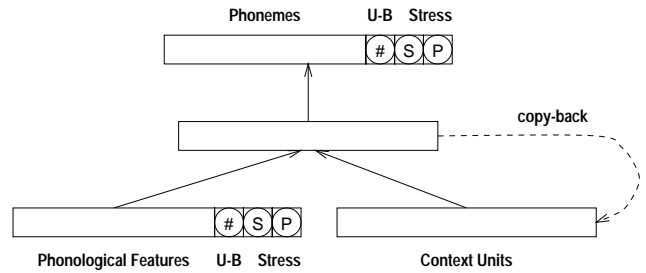 Phonemes U-B Stress
# S P
copy-back
# S P
Phonological Features U-B Stress Context Units